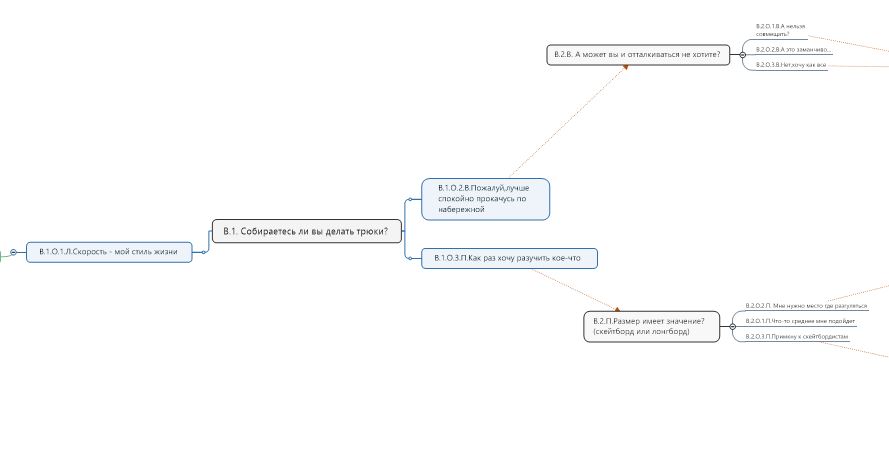 В.2.О.1.В.А нельзя
совмещать?
В.2.В. А может вы и отталкиваться не хотите?
В.2.О.2.В.А это заманчиво...
В.2.О.3.В.Нет,хочу как все
В.1.О.2.В.Пожалуй,лучше
спокойно прокачусь по
набережной
В.1. Собираетесь ли вы делать трюки?
В.1.О.1.Л.Скорость - мой стиль жизни
В.1.О.3.П.Как раз хочу разучить кое-что
В.2.О.2.П. Мне нужно место где разгуляться
В.2.П.Размер имеет значение?
(скейтборд или лонгборд)
В.2.О.1.П.Что-то среднее мне подойдет
В.2.О.3.П.Примкну к скейтбордистам